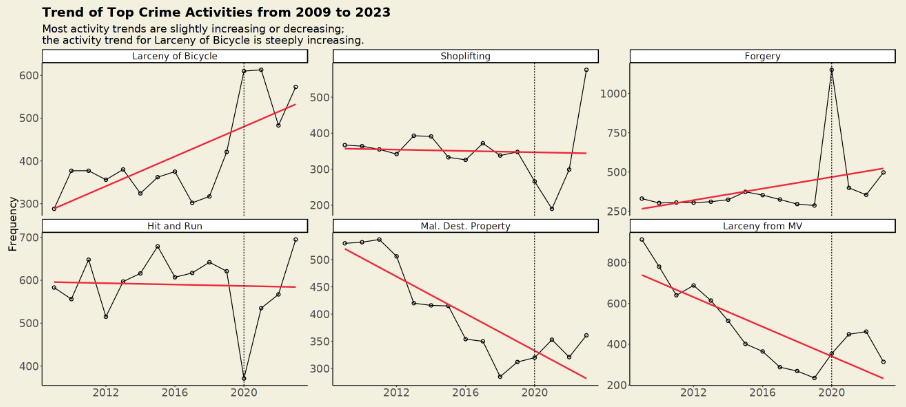 Trend of Top Crime Activities from 2009 to 2023
Most activity trends are slightly increasing or decreasing;
the activity trend for Larceny of Bicycle is steeply increasing.
Larceny of Bicycle
Shoplifting
Forgery
600
500
400
300
500
400
300
200
1000
750
500
250
Frequency
Hit and Run
Mal. Dest. Property
Larceny from MV
700
600
500
400
500
450
400
350
300
800
600
400
200
2012 2016 2020
2012 2016 2020
2012 2016 2020